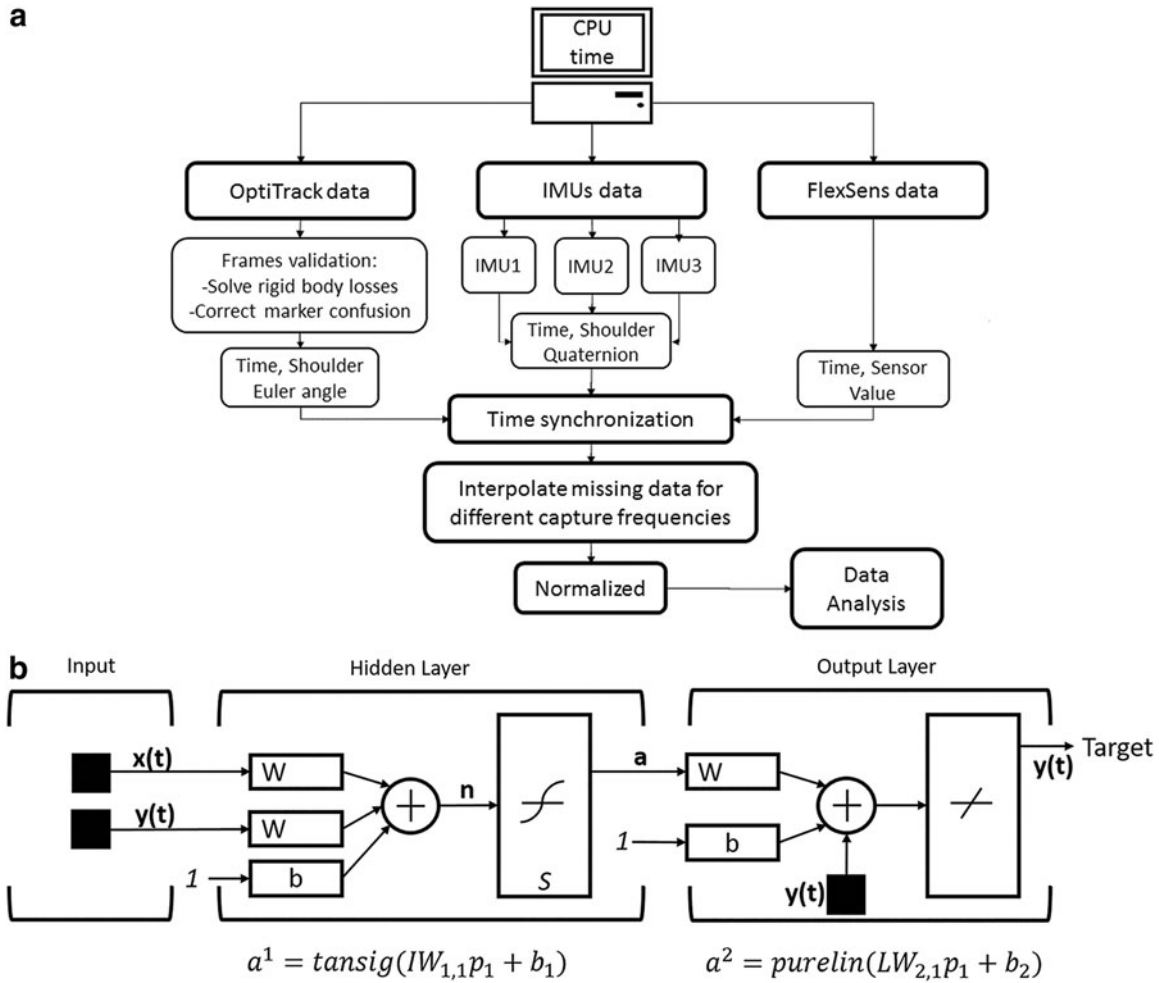 a
CPU
time
OptiTrack data
IMUs data
FlexSens data
Frames validation:
-Solve rigid body losses
-Correct marker confusion
IMU1
IMU2
IMU3
Time, Shoulder
Euler angle
Time, Shoulder
Quaternion
Time, Sensor
Value
Time synchronization
Interpolate missing data for
different capture frequencies
Normalized
Data
Analysis
b
Input
Hidden Layer
Output Layer
x(t)
W
y(t)
W
1
b
n
S
a
W
1
b
y(t)
y(t)
Target
a¹ = tansig(IW₁,₁p₁ + b₁)
a² = purelin(LW₂,₁p₁ + b₂)